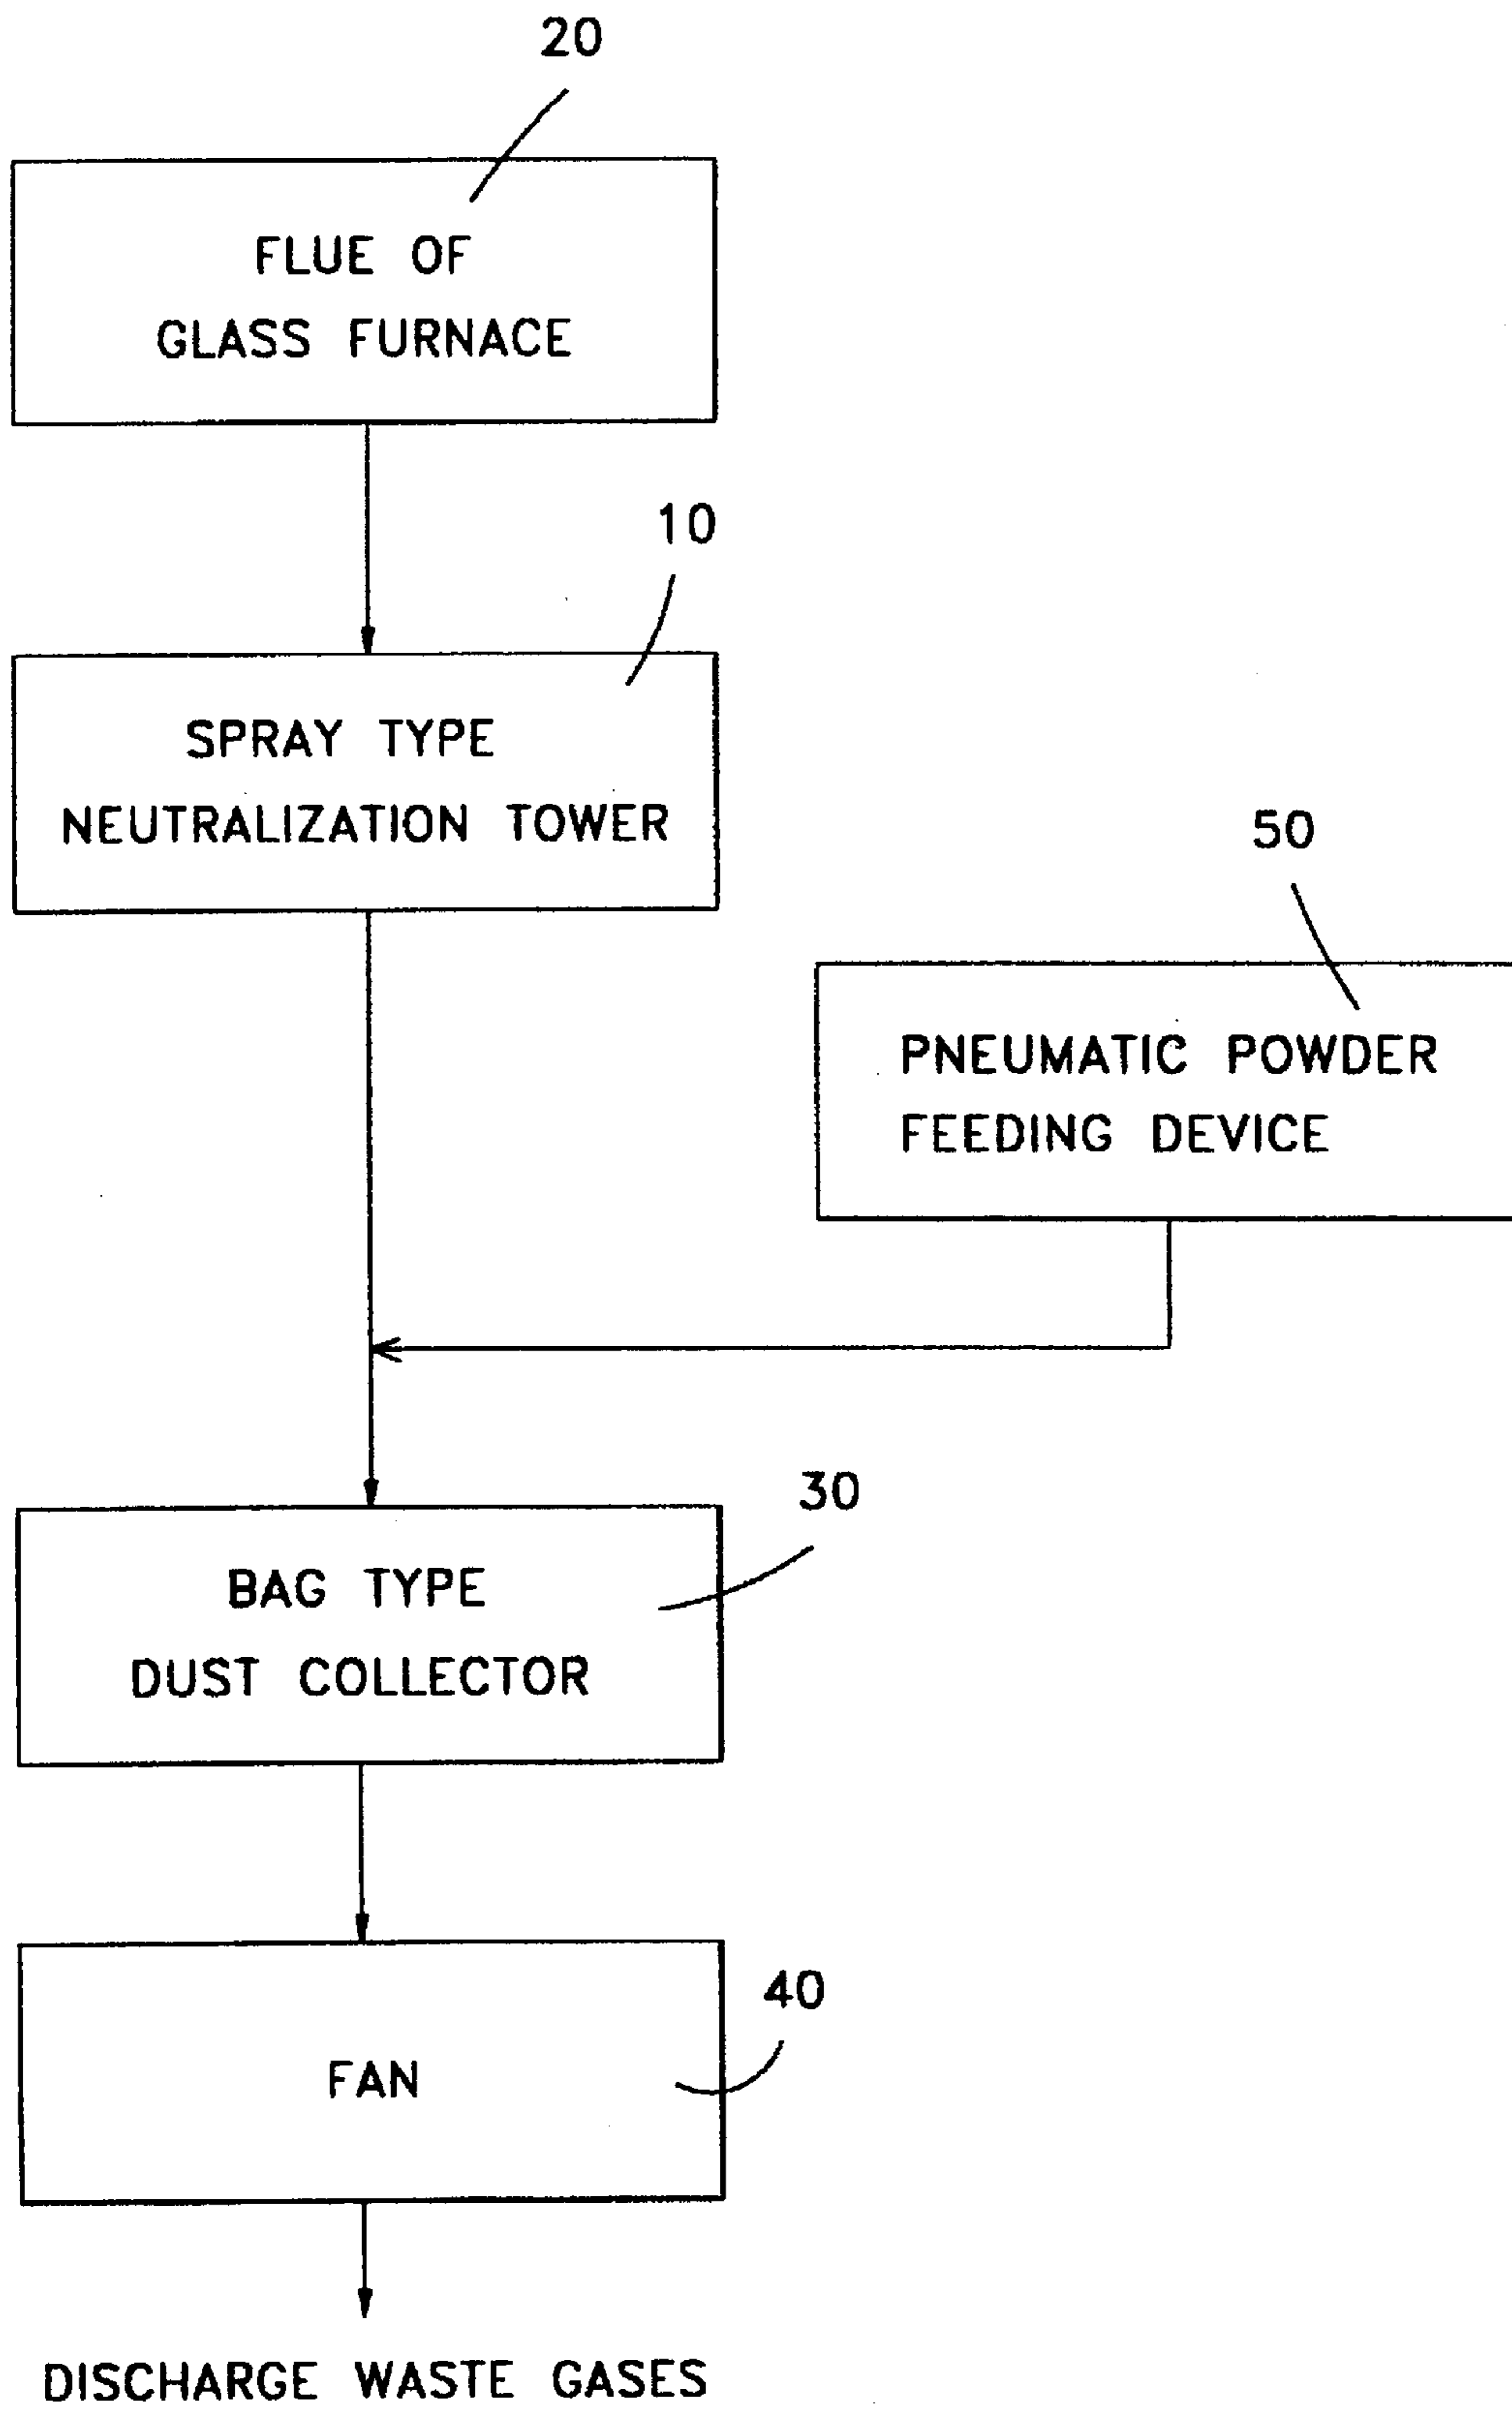 20
FLUE OF
GLASS FURNACE
10
SPRAY TYPE
NEUTRALIZATION TOWER
50
PNEUMATIC POWDER
FEEDING DEVICE
30
BAG TYPE
DUST COLLECTOR
40
FAN
DISCHARGE WASTE GASES